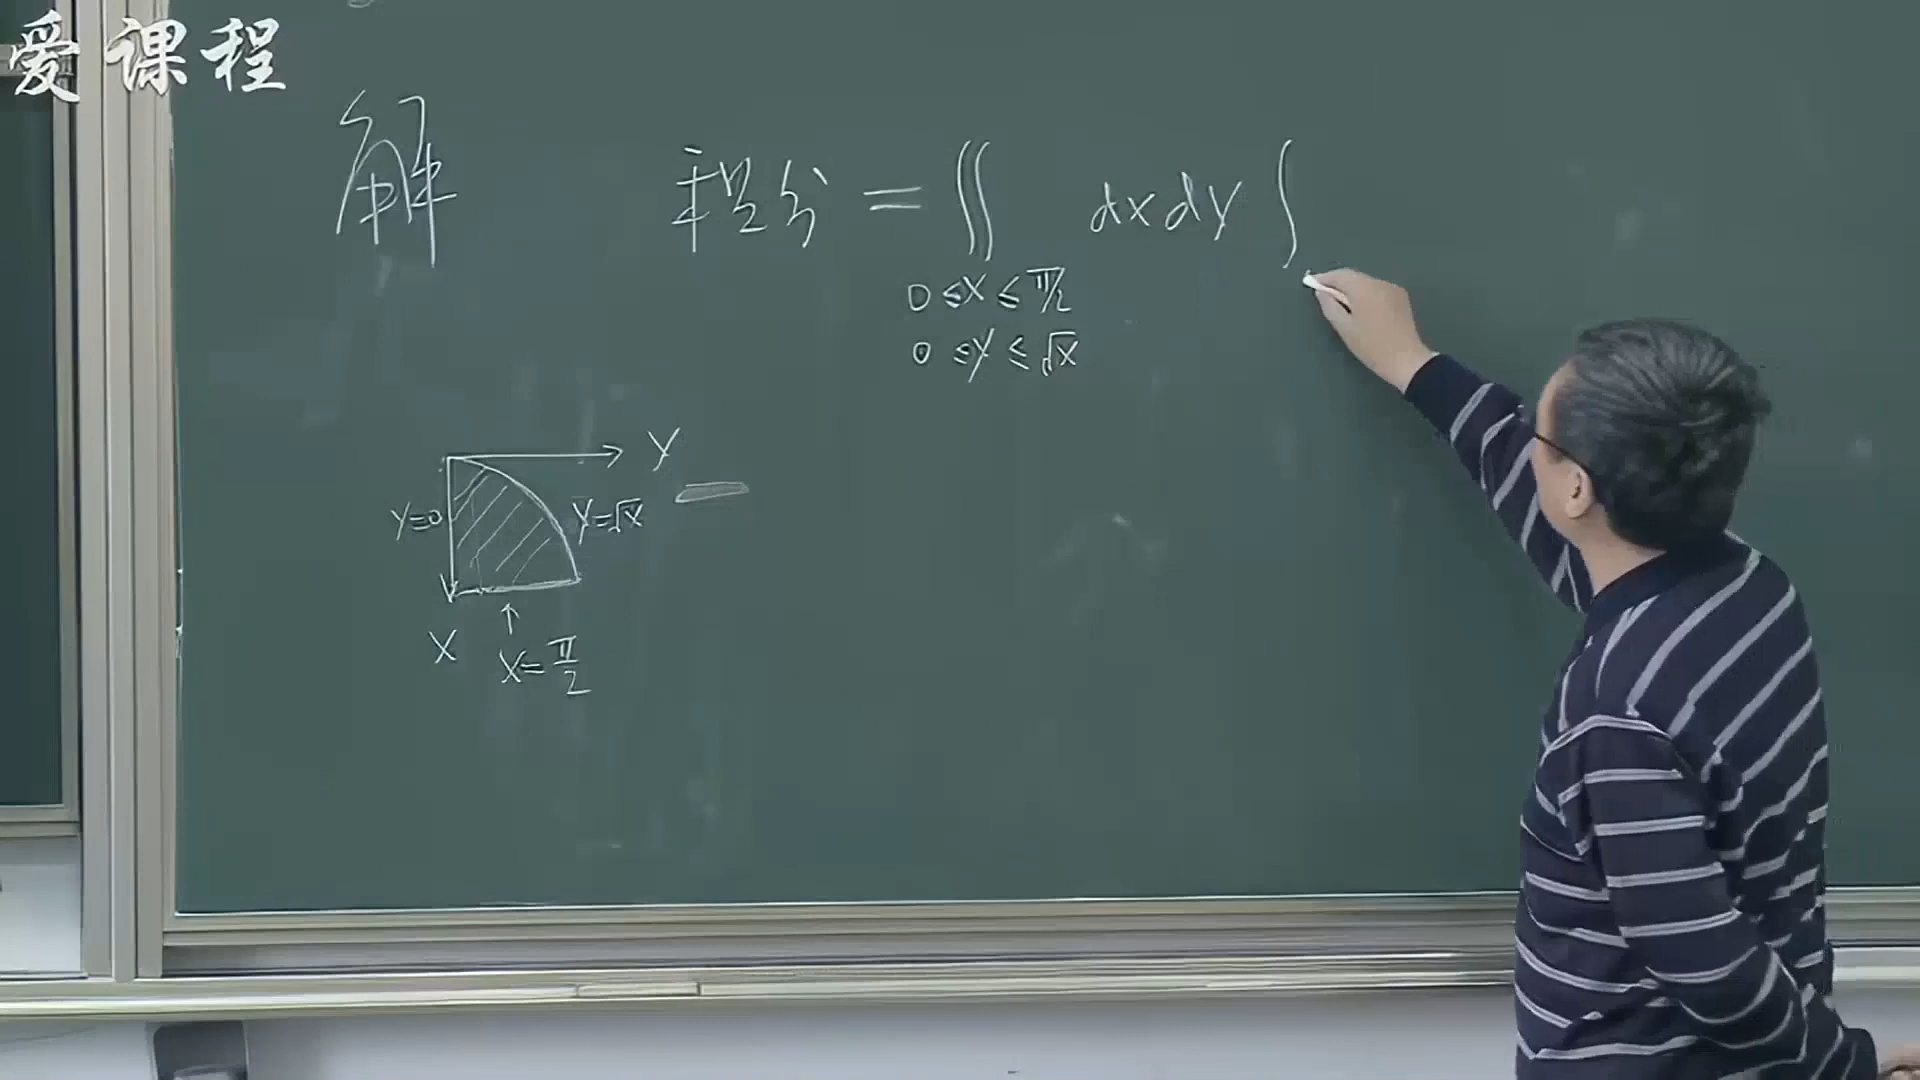 爱课程
解 积分 = ∬ dxdy ∫
0 ≤ x ≤ π/2
0 ≤ y ≤ √x
y
y=0
y=√x
x
x=π/2